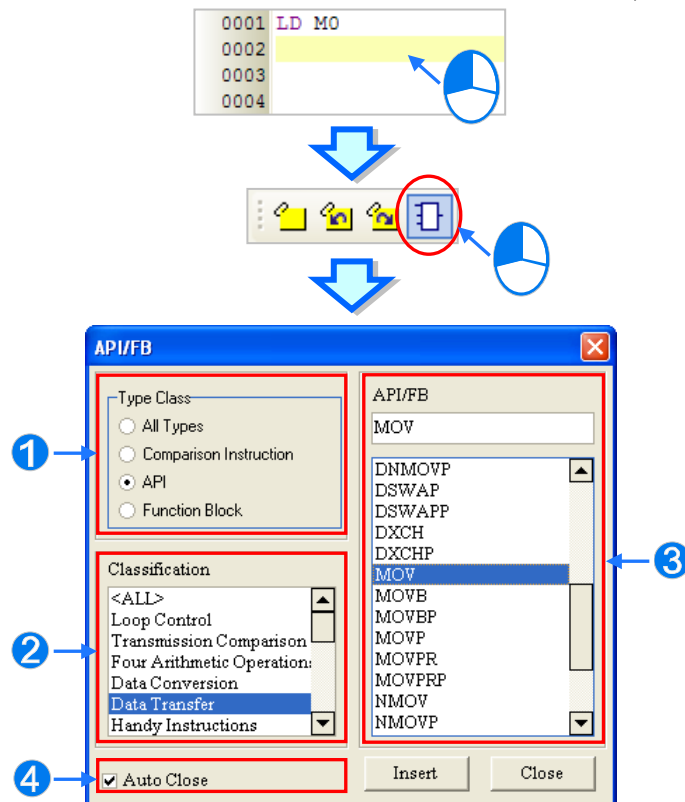 0001 LD M0
0002
0003
0004
API/FB
Type Class
All Types
Comparison Instruction
API
Function Block
1
Classification
<ALL>
Loop Control
Transmission Comparison
Four Arithmetic Operation:
Data Conversion
Data Transfer
Handy Instructions
2
Auto Close
4
API/FB
MOV
DNMOVP
DSWAP
DSWAPP
DXCH
DXCHP
MOV
MOVB
MOVBP
MOVP
MOVPR
MOVPRP
NMOV
NMOVP
3
Insert
Close